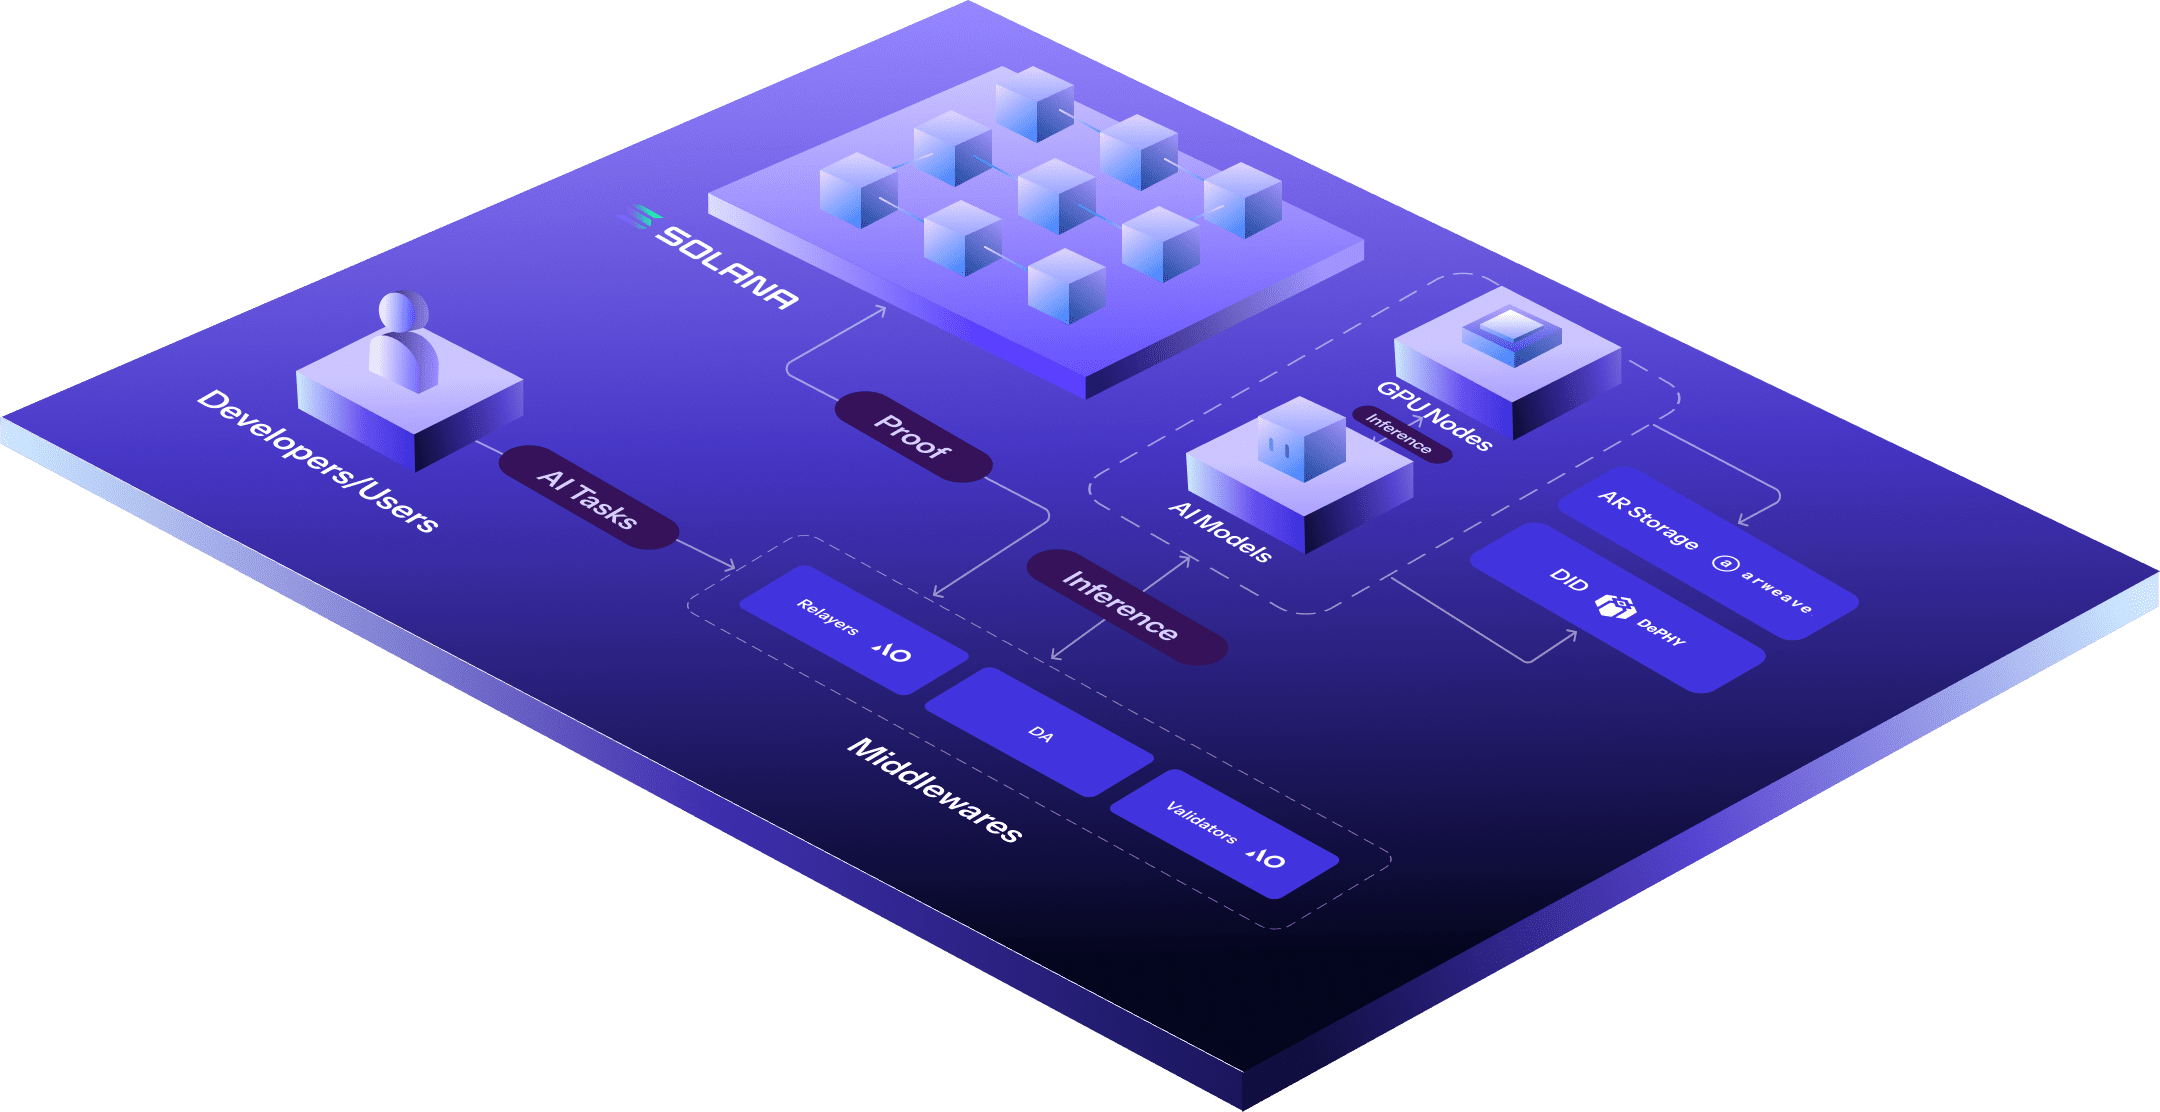 SOLANA
Developers/Users
AI Tasks
Proof
GPU Nodes
Inference
AI Models
Inference
AR Storage
a arweave
DID
DePHY
Relayers
AO
DA
Validators
AO
Middlewares